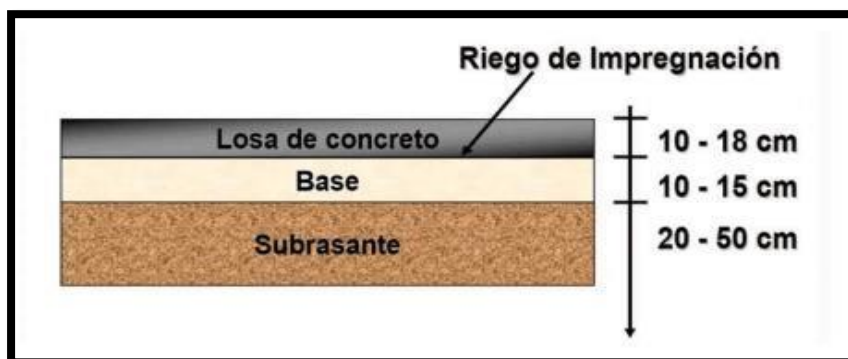 Riego de Impregnación
Losa de concreto
10 - 18 cm
Base
10 - 15 cm
Subrasante
20 - 50 cm